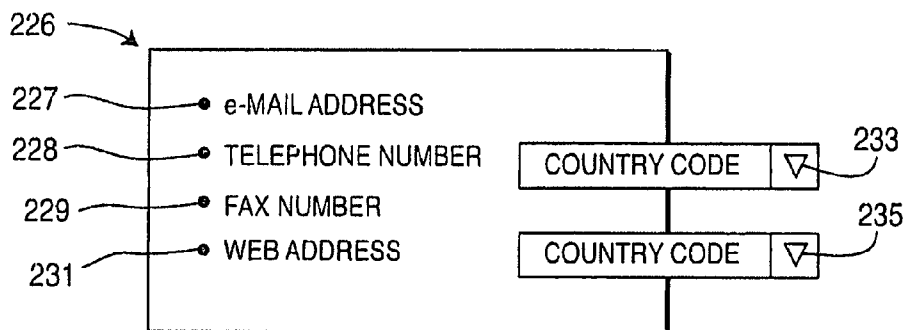 226
227 e-MAIL ADDRESS
228 TELEPHONE NUMBER COUNTRY CODE 233
229 FAX NUMBER
231 WEB ADDRESS COUNTRY CODE 235